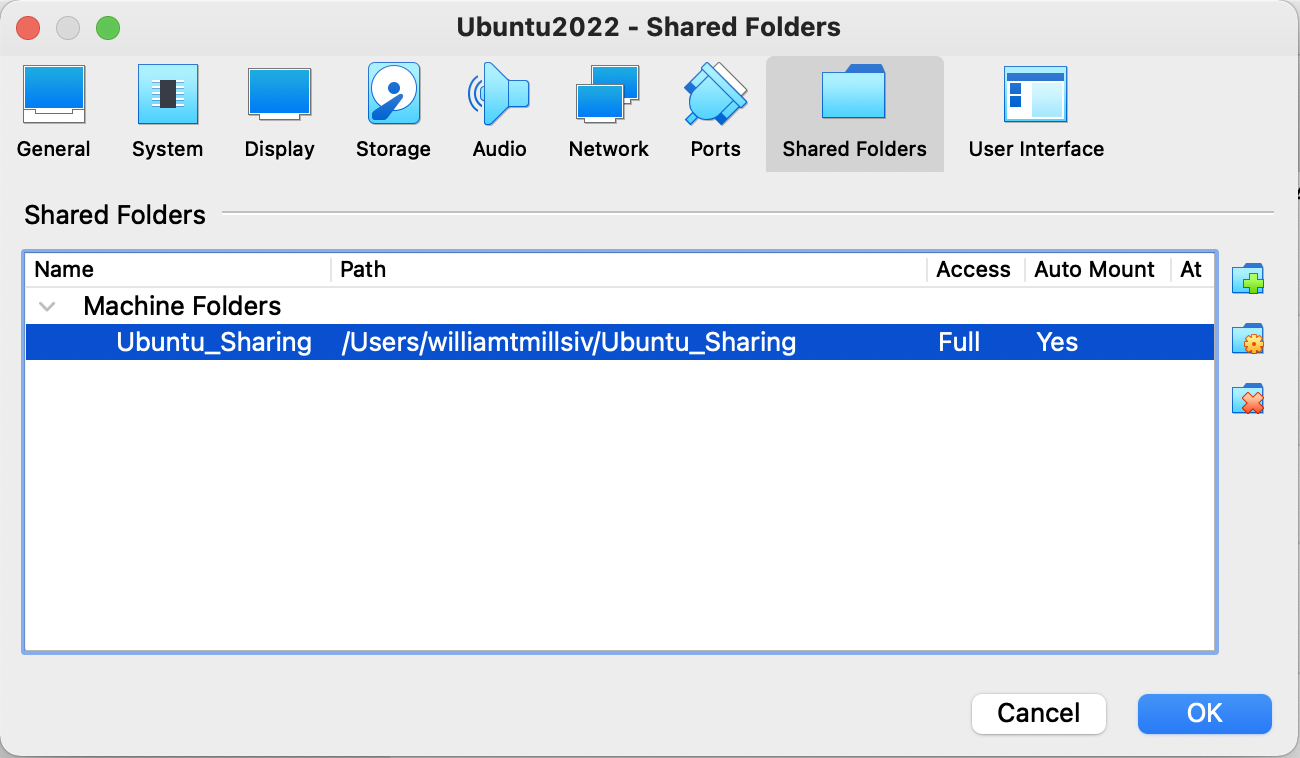 Ubuntu2022 - Shared Folders
General System Display Storage Audio Network Ports Shared Folders User Interface
Shared Folders
Name Path Access Auto Mount At
Machine Folders
Ubuntu_Sharing /Users/williamtmillsiv/Ubuntu_Sharing Full Yes
Cancel OK